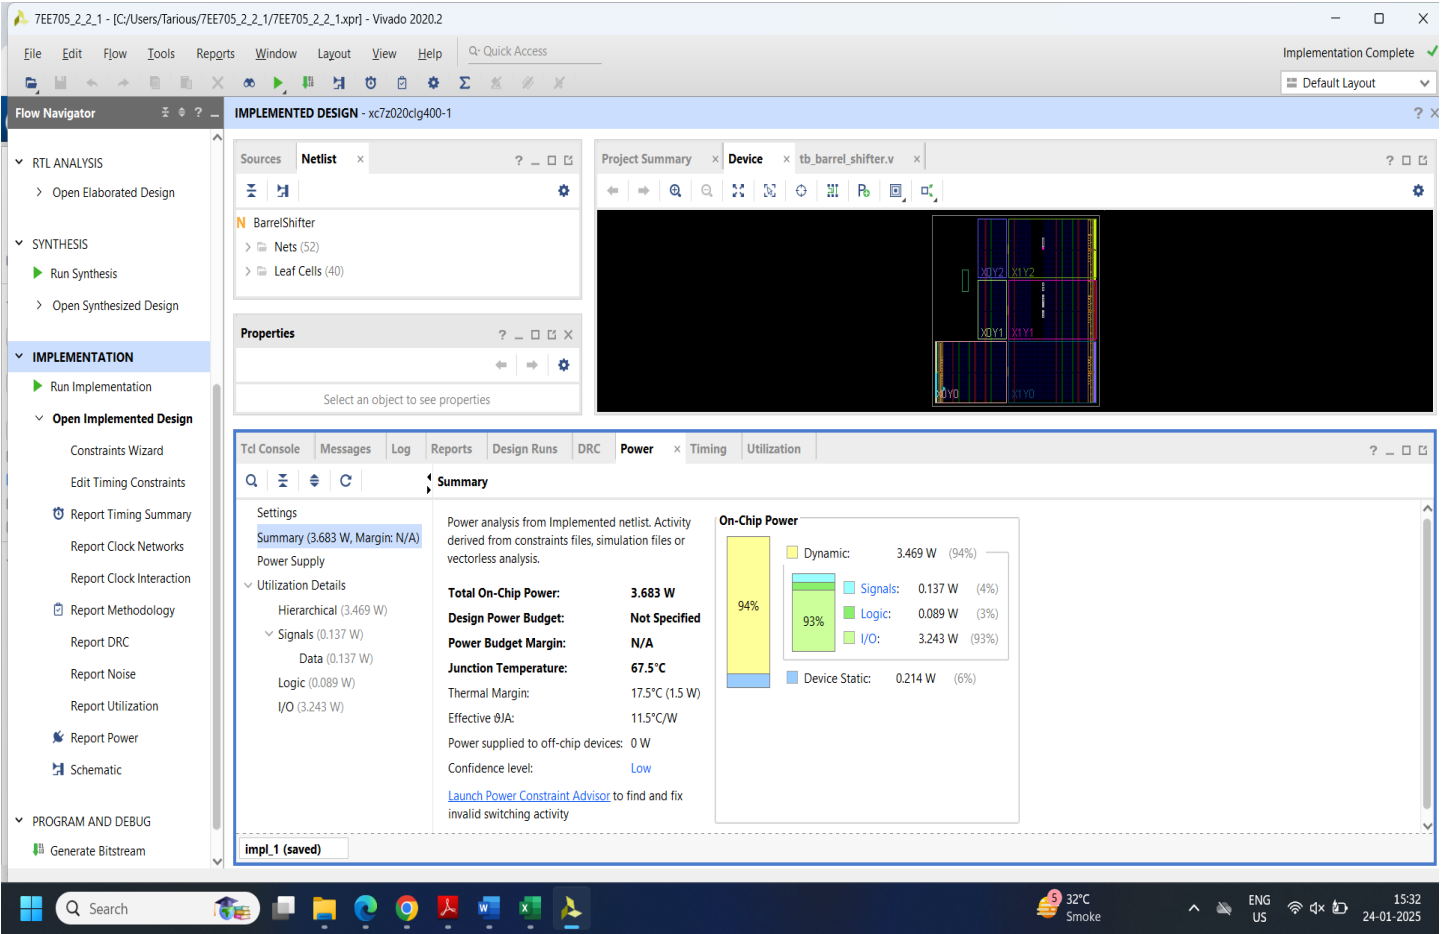 7EE705_2_2_1 - [C:/Users/Tarious/7EE705_2_2_1/7EE705_2_2_1.xpr] - Vivado 2020.2
File Edit Flow Tools Reports Window Layout View Help Quick Access
Implementation Complete
Default Layout
Flow Navigator
IMPLEMENTED DESIGN - xc7z020clg400-1
RTL ANALYSIS
Open Elaborated Design
SYNTHESIS
Run Synthesis
Open Synthesized Design
IMPLEMENTATION
Run Implementation
Open Implemented Design
Constraints Wizard
Edit Timing Constraints
Report Timing Summary
Report Clock Networks
Report Clock Interaction
Report Methodology
Report DRC
Report Noise
Report Utilization
Report Power
Schematic
PROGRAM AND DEBUG
Generate Bitstream
Sources Netlist
N BarrelShifter
Nets (52)
Leaf Cells (40)
Properties
Select an object to see properties
Project Summary Device tb_barrel_shifter.v
X0Y2 X1Y2
X0Y1 X1Y1
X0Y0 X1Y0
Tcl Console Messages Log Reports Design Runs DRC Power Timing Utilization
Summary
Settings
Summary (3.683 W, Margin: N/A)
Power Supply
Utilization Details
Hierarchical (3.469 W)
Signals (0.137 W)
Data (0.137 W)
Logic (0.089 W)
I/O (3.243 W)
Power analysis from Implemented netlist. Activity
derived from constraints files, simulation files or
vectorless analysis.
Total On-Chip Power: 3.683 W
Design Power Budget: Not Specified
Power Budget Margin: N/A
Junction Temperature: 67.5°C
Thermal Margin: 17.5°C (1.5 W)
Effective ϑJA: 11.5°C/W
Power supplied to off-chip devices: 0 W
Confidence level: Low
Launch Power Constraint Advisor to find and fix
invalid switching activity
On-Chip Power
94%
Dynamic: 3.469 W (94%)
93%
Signals: 0.137 W (4%)
Logic: 0.089 W (3%)
I/O: 3.243 W (93%)
Device Static: 0.214 W (6%)
impl_1 (saved)
Search
5
32°C
Smoke
ENG
US
15:32
24-01-2025